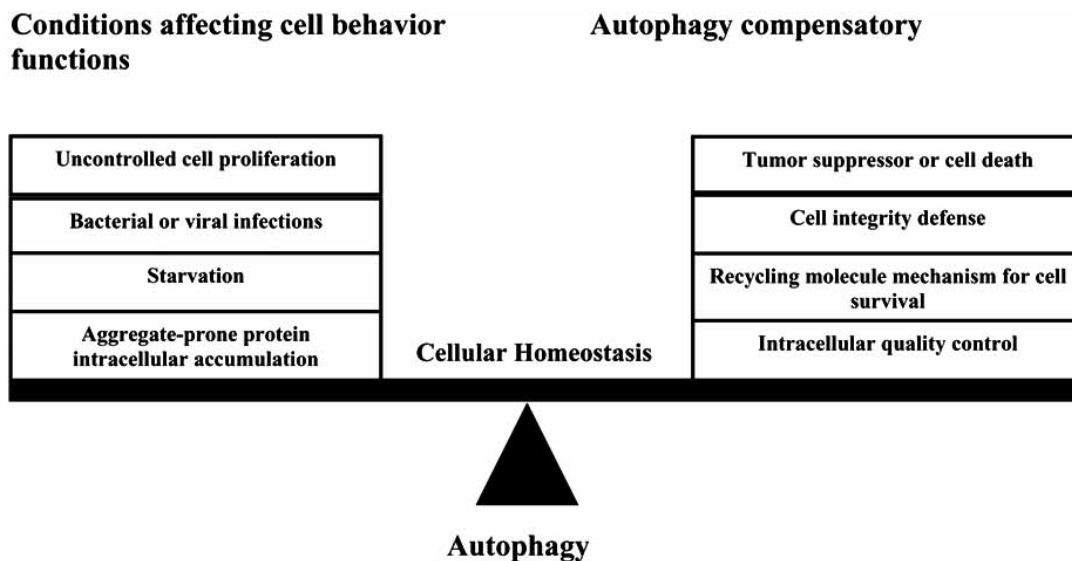 Conditions affecting cell behavior
functions
Autophagy compensatory
Uncontrolled cell proliferation
Bacterial or viral infections
Starvation
Aggregate-prone protein
intracellular accumulation
Cellular Homeostasis
Tumor suppressor or cell death
Cell integrity defense
Recycling molecule mechanism for cell
survival
Intracellular quality control
Autophagy